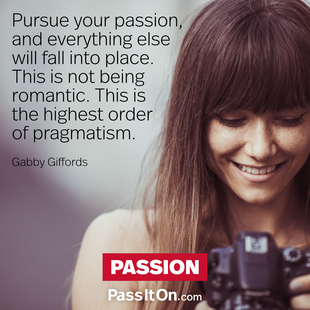 Pursue your passion,
and everything else
will fall into place.
This is not being
romantic. This is
the highest order
of pragmatism.
Gabby Giffords
PASSION
PassItOn.com